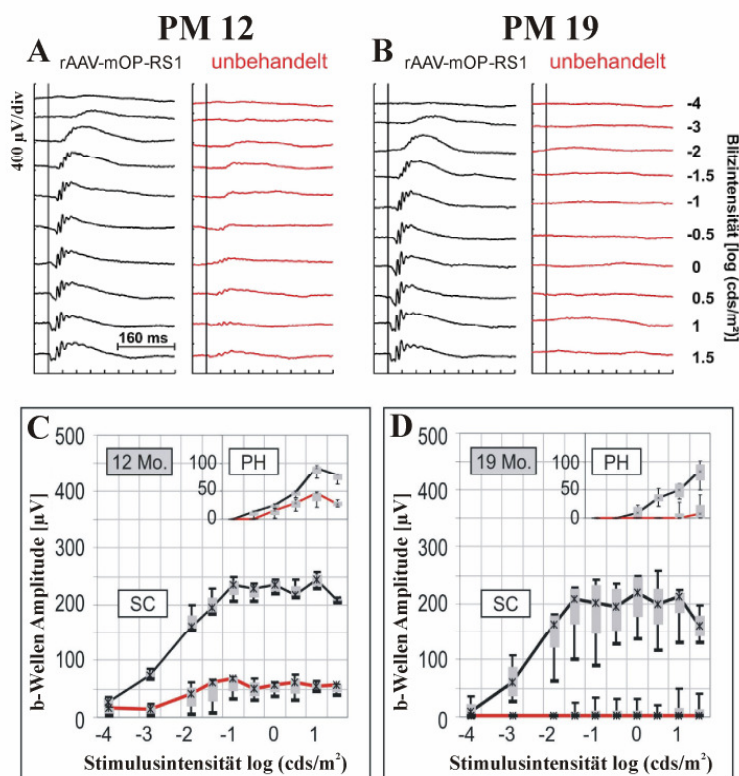 PM 12
PM 19
A
rAAV-mOP-RS1
unbehandelt
B
rAAV-mOP-RS1
unbehandelt
400 µV/div
-4
-3
-2
-1.5
-1
-0.5
0
0.5
1
1.5
Blizintensität [log (cds/m²)]
160 ms
C
12 Mo.
PH
100
50
0
SC
500
400
300
200
100
0
b-Wellen Amplitude [µV]
-4
-3
-2
-1
0
1
Stimulusintensität log (cds/m²)
D
19 Mo.
PH
100
50
0
SC
500
400
300
200
100
0
b-Wellen Amplitude [µV]
-4
-3
-2
-1
0
1
Stimulusintensität log (cds/m²)